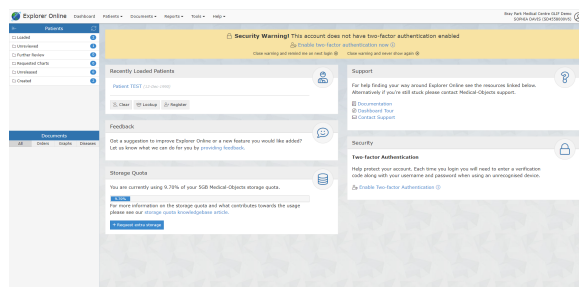 Explorer Online Dashboard Patients Documents Reports Tools Help
Bray Park Medical Centre GLEF Demo
SOPHEA DAVIES
Patients
Loaded
Unreviewed
Further Review
Requested Charts
Unreleased
Created
Documents
All Orders Graphs Diseases
Security Warning! This account does not have two-factor authentication enabled
Enable two-factor authentication now
Clear warning and remind me on next login Clear warning and never show again
Recently Loaded Patients
Patient TEST
Clear Lookup Register
Feedback
Got a suggestion to improve Explorer Online or a new feature you would like added?
Let us know what we can do for you by providing feedback.
Storage Quota
You are currently using 9.79% of your 5GB Medical-Objects storage quota.
9.79%
For more information on the storage quota and what contributes towards the usage
please see our storage quota knowledgebase article.
+ Request extra storage
Support
For help finding your way around Explorer Online see the resources linked below.
Alternatively if you're still stuck please contact Medical-Objects support.
Documentation
Dashboard Tour
Contact Support
Security
Two-factor Authentication
Help protect your account. Each time you login you will need to enter a verification
code along with your username and password when using an unrecognised device.
Enable Two-Factor Authentication